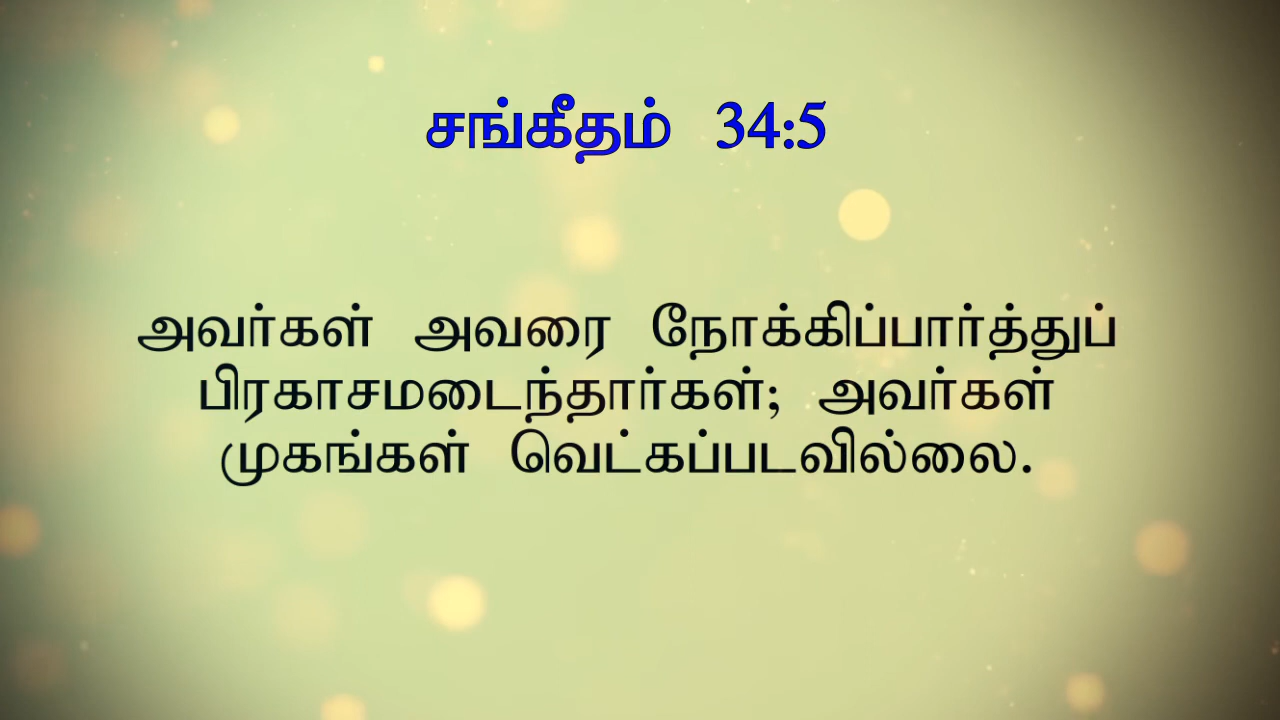 சங்கீதம் 34:5
அவர்கள் அவரை நோக்கிப்பார்த்துப்
பிரகாசமடைந்தார்கள்; அவர்கள்
முகங்கள் வெட்கப்படவில்லை.